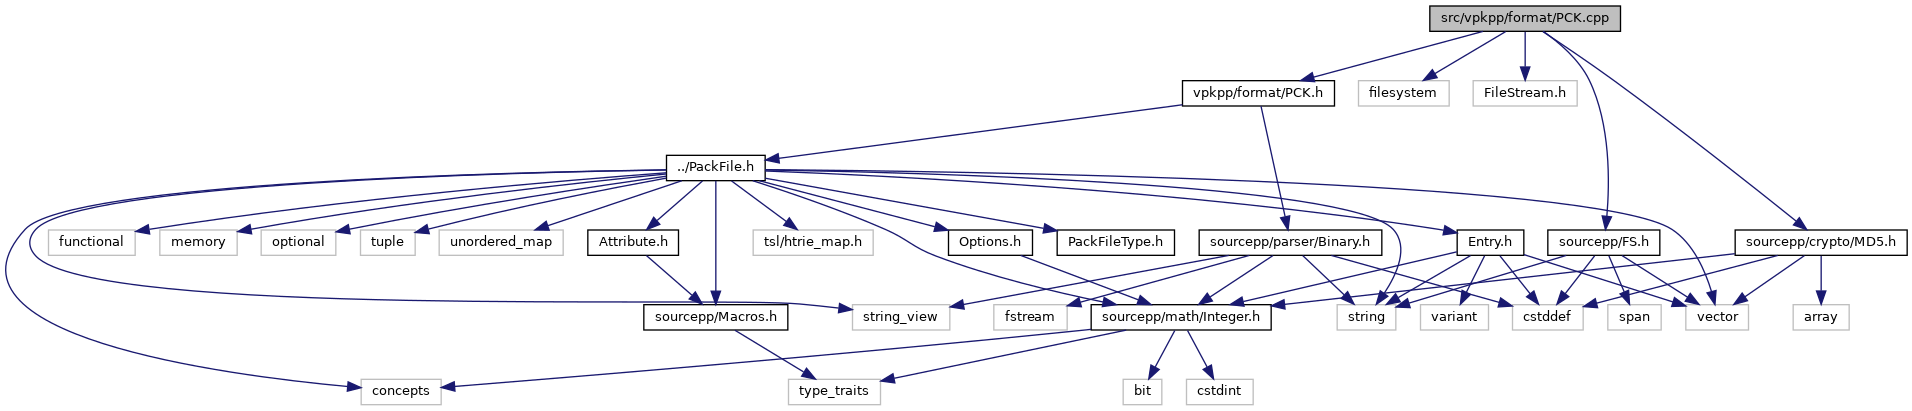 src/vpkpp/format/PCK.cpp
vpkpp/format/PCK.h
filesystem
FileStream.h
../PackFile.h
functional
memory
optional
tuple
unordered_map
Attribute.h
tsl/htrie_map.h
Options.h
PackFileType.h
sourcepp/parser/Binary.h
Entry.h
sourcepp/FS.h
sourcepp/crypto/MD5.h
sourcepp/Macros.h
string_view
fstream
sourcepp/math/Integer.h
string
variant
cstddef
span
vector
array
concepts
type_traits
bit
cstdint